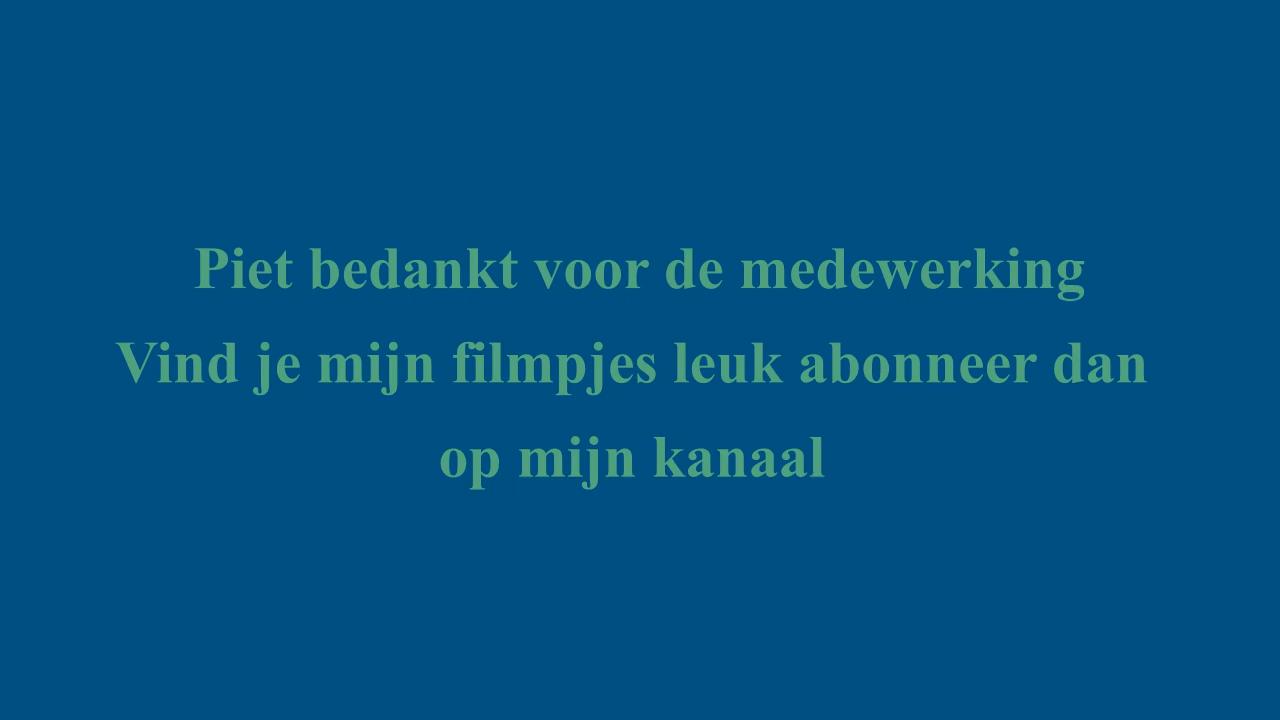 Piet bedankt voor de medewerking
Vind je mijn filmpjes leuk abonneer dan
op mijn kanaal